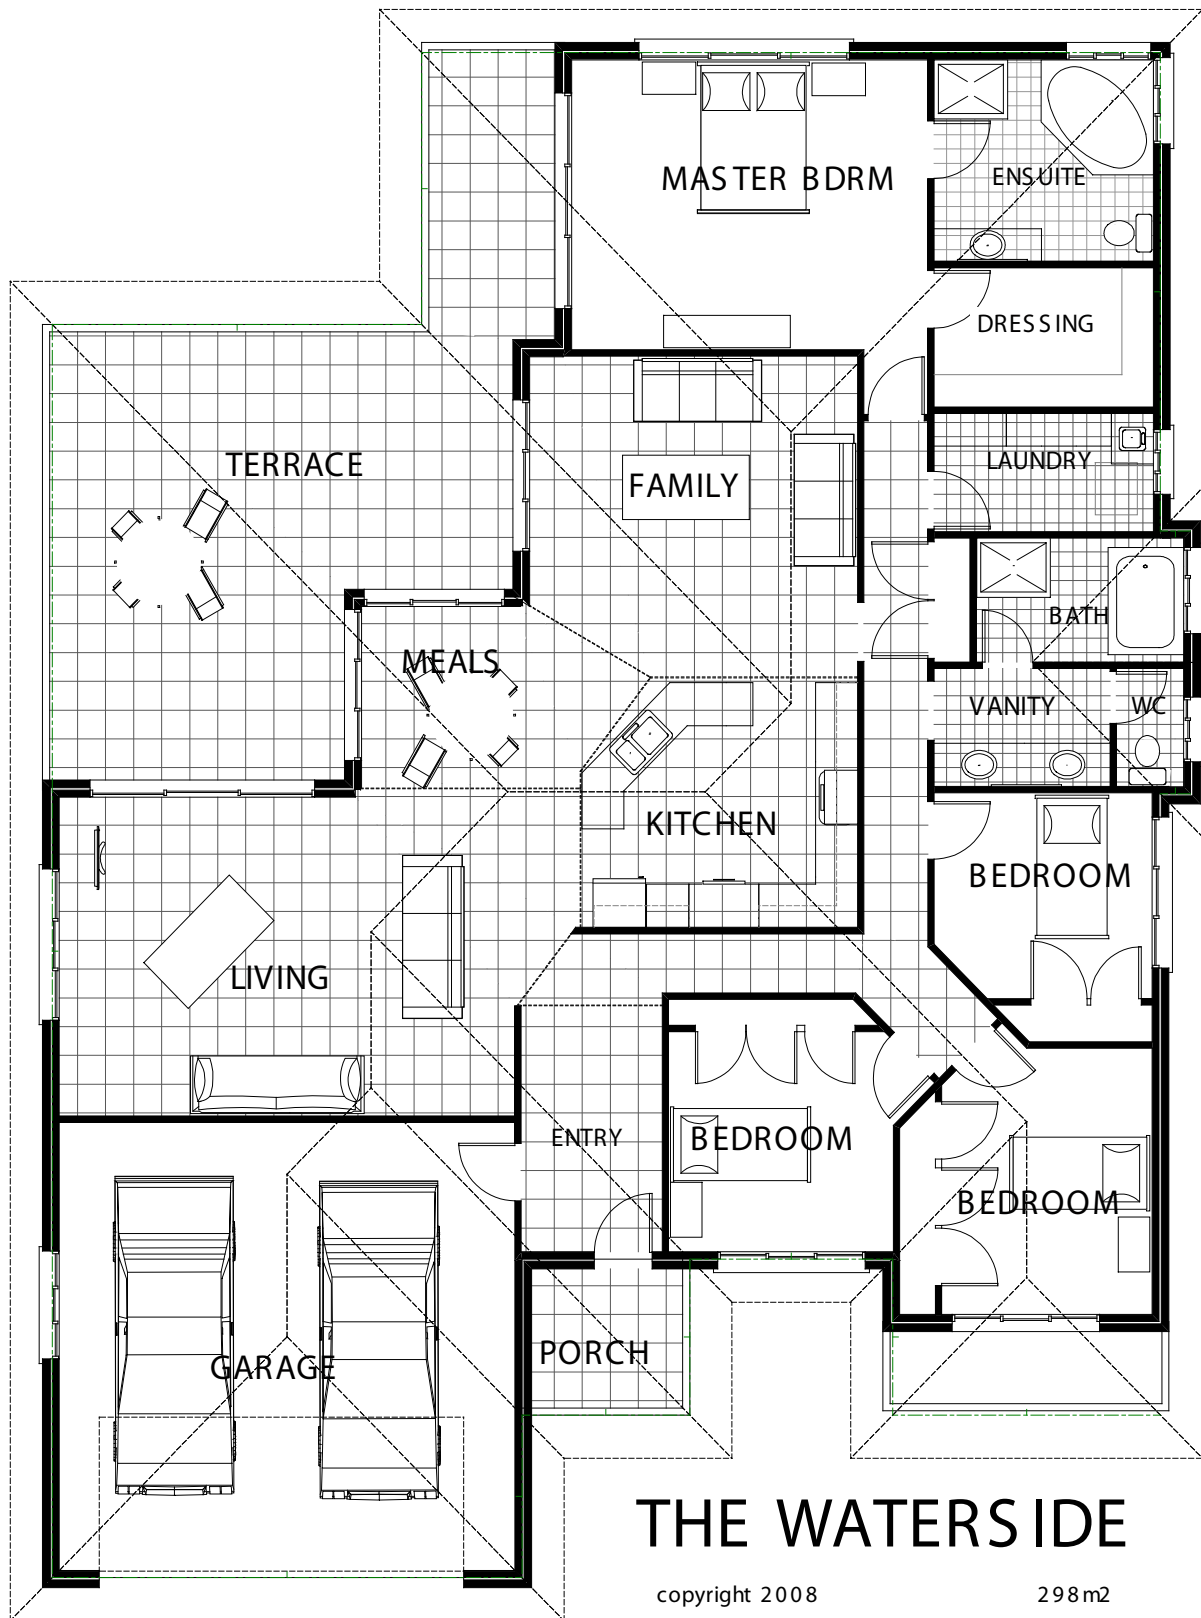 MASTER BDRM
ENSUITE
DRESSING
TERRACE
FAMILY
LAUNDRY
BATH
MEALS
VANITY
WC
KITCHEN
BEDROOM
LIVING
ENTRY
BEDROOM
BEDROOM
PORCH
GARAGE
THE WATERSIDE
copyright 2008
298m2